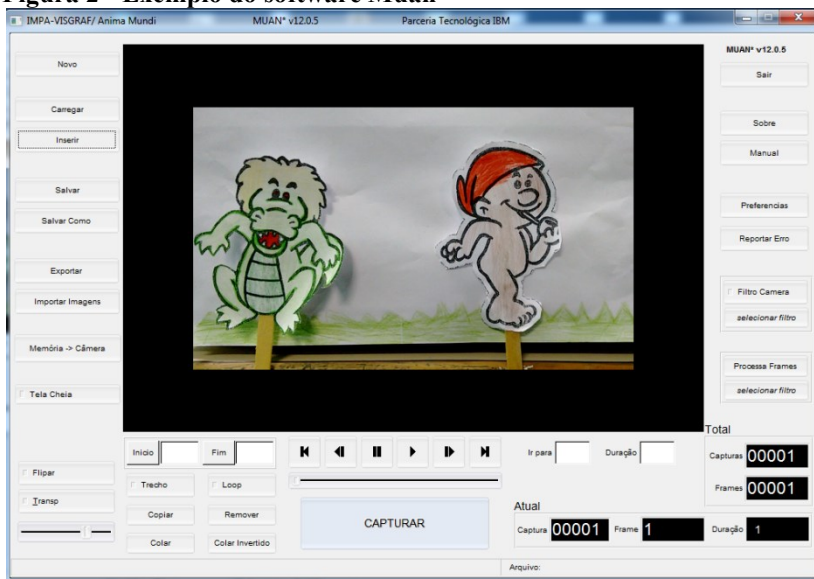 Figura 2 - Exemplo do software Muan
IMPA-VISGRAF/ Anima Mundi MUAN* v12.0.5 Parceria Tecnológica IBM
MUAN* v12.0.5
Novo
Sair
Carregar
Sobre
Inserir
Manual
Salvar
Preferencias
Salvar Como
Reportar Erro
Exportar
Filtro Camera
Importar Imagens
selecionar filtro
Memória -> Câmera
Processa Frames
Tela Cheia
selecionar filtro
Total
Inicio Fim Ir para Duração Capturas 00001
Flipar
Trecho Loop
Frames 00001
Transp
Copiar Remover
CAPTURAR
Atual
Captura 00001 Frame 1 Duração 1
Colar Colar Invertido
Arquivo: